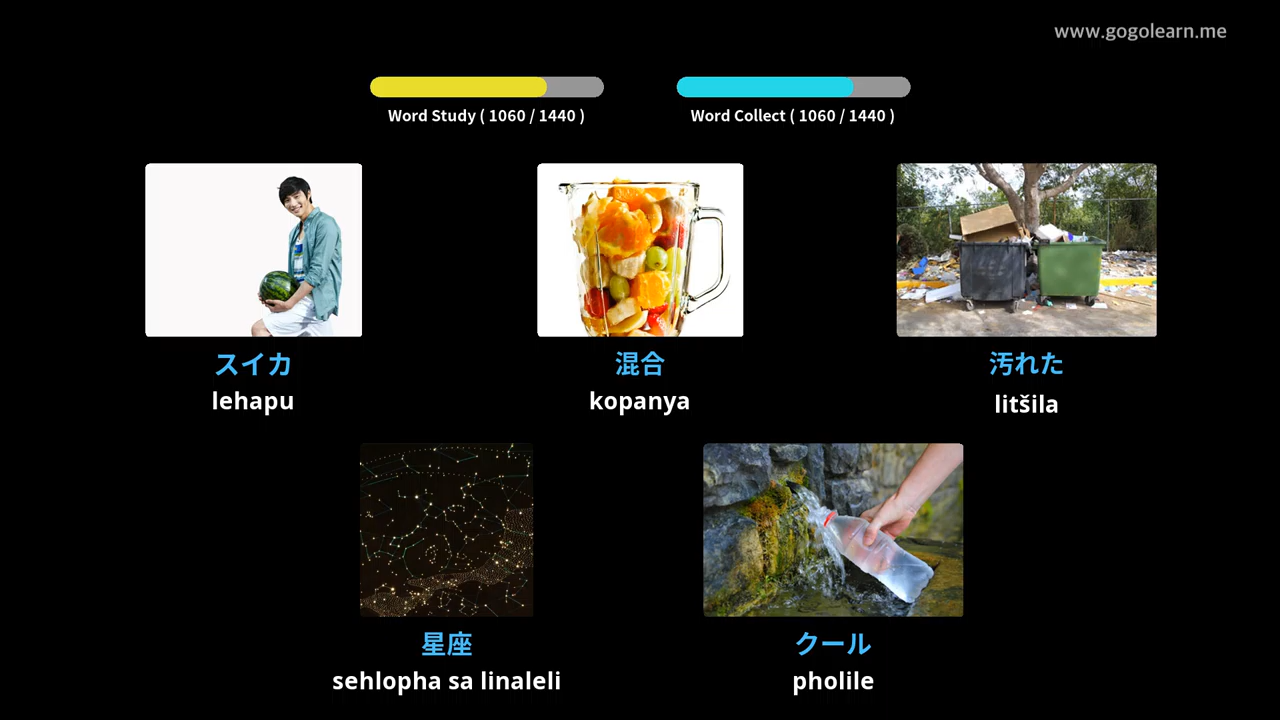 www.gogolearn.me
Word Study ( 1060 / 1440 )
Word Collect ( 1060 / 1440 )
スイカ
lehapu
混合
kopanya
汚れた
litšila
星座
sehlopha sa linaleli
クール
pholile